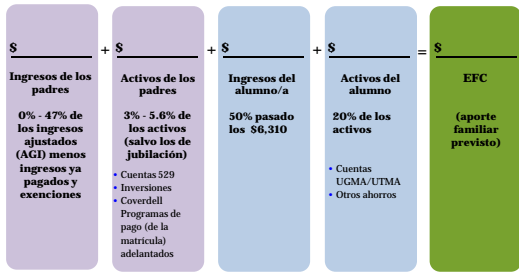 $
+
$
+
$
+
$
=
$
Ingresos de los
padres
0% - 47% de
los ingresos
ajustados
(AGI) menos
ingresos ya
pagados y
exenciones
Activos de los
padres
3% - 5.6% de
los activos
(salvo los de
jubilación)
• Cuentas 529
• Inversiones
• Coverdell
Programas de
pago (de la
matrícula)
adelantados
Ingresos del
alumno/a
50% pasado
los $6,310
Activos del
alumno
20% de los
activos
• Cuentas
UGMA/UTMA
• Otros ahorros
EFC
(aporte
familiar
previsto)